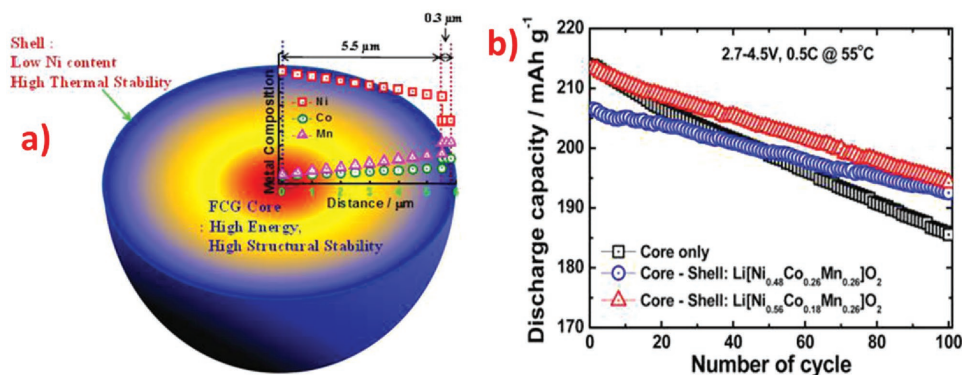 a)
Shell :
Low Ni content
High Thermal Stability
0.3 μm
5.5 μm
Metal Composition
Ni
Co
Mn
0 1 2 3 4 5 6
Distance / μm
FCG Core
: High Energy,
High Structural Stability
b)
2.7-4.5V, 0.5C @ 55°C
Discharge capacity / mAh g⁻¹
220
210
200
190
180
170
Core only
Core - Shell: Li[Ni₀.₄₈Co₀.₂₆Mn₀.₂₆]O₂
Core - Shell: Li[Ni₀.₅₆Co₀.₁₈Mn₀.₂₆]O₂
0 20 40 60 80 100
Number of cycle